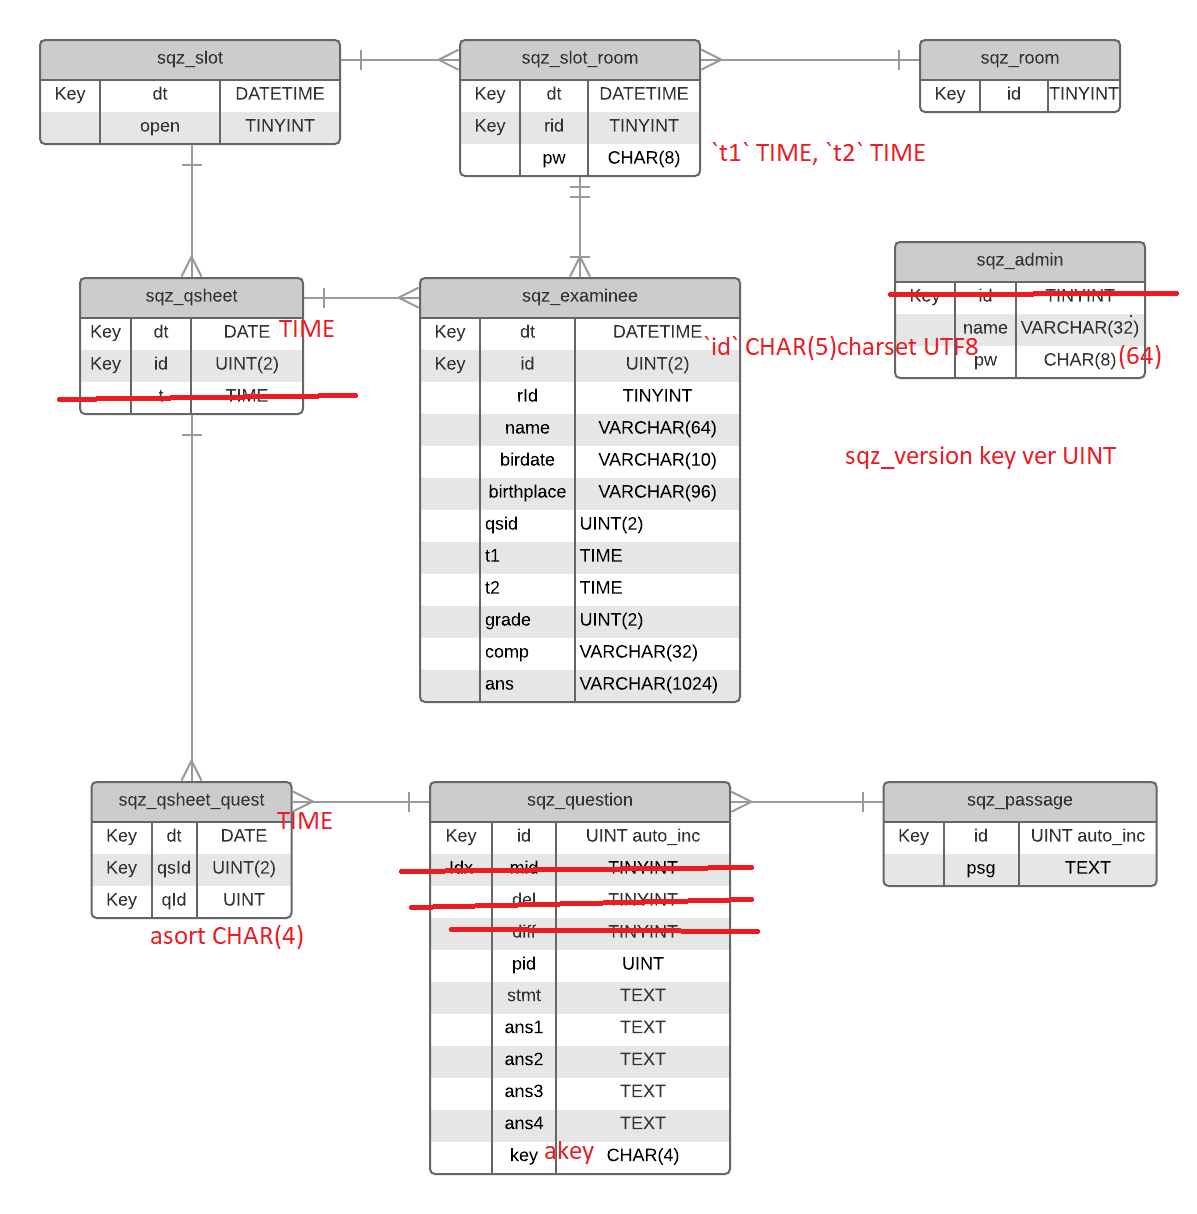 sqz_slot
Key dt DATETIME
open TINYINT
sqz_slot_room
Key dt DATETIME
Key rid TINYINT
pw CHAR(8)
`t1` TIME, `t2` TIME
sqz_room
Key id TINYINT
sqz_admin
Key id TINYINT
name VARCHAR(32)
pw CHAR(8) (64)
sqz_version key ver UINT
sqz_qsheet
Key dt DATE TIME
Key id UINT(2)
t TIME
sqz_examinee
Key dt DATETIME
Key id UINT(2)
`id` CHAR(5)charset UTF8
rId TINYINT
name VARCHAR(64)
birdate VARCHAR(10)
birthplace VARCHAR(96)
qsid UINT(2)
t1 TIME
t2 TIME
grade UINT(2)
comp VARCHAR(32)
ans VARCHAR(1024)
sqz_qsheet_quest
Key dt DATE TIME
Key qsId UINT(2)
Key qId UINT
asort CHAR(4)
sqz_question
Key id UINT auto_inc
Idx mid TINYINT
del TINYINT
diff TINYINT
pid UINT
stmt TEXT
ans1 TEXT
ans2 TEXT
ans3 TEXT
ans4 TEXT
key akey CHAR(4)
sqz_passage
Key id UINT auto_inc
psg TEXT